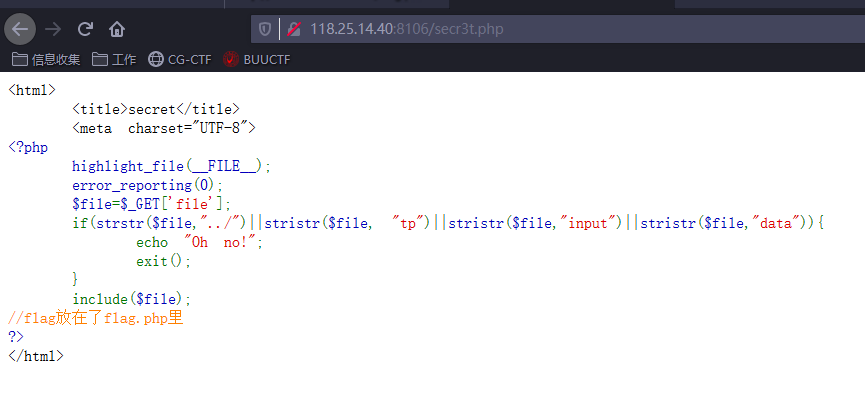 118.25.14.40:8106/secr3t.php
信息收集 工作 CG-CTF BUUCTF
<html>
<title>secret</title>
<meta charset="UTF-8">
<?php
highlight_file(__FILE__);
error_reporting(0);
$file=$_GET['file'];
if(strstr($file,"../")||stristr($file, "tp")||stristr($file,"input")||stristr($file,"data")){
echo "Oh no!";
exit();
}
include($file);
//flag放在了flag.php里
?>
</html>